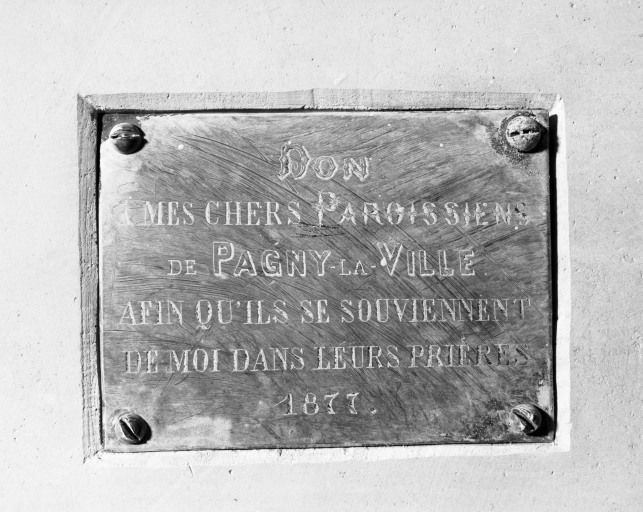 DON
À MES CHERS PAROISSIENS
DE PAGNY-LA-VILLE.
AFIN QU'ILS SE SOUVIENNENT
DE MOI DANS LEURS PRIÈRES
1877.